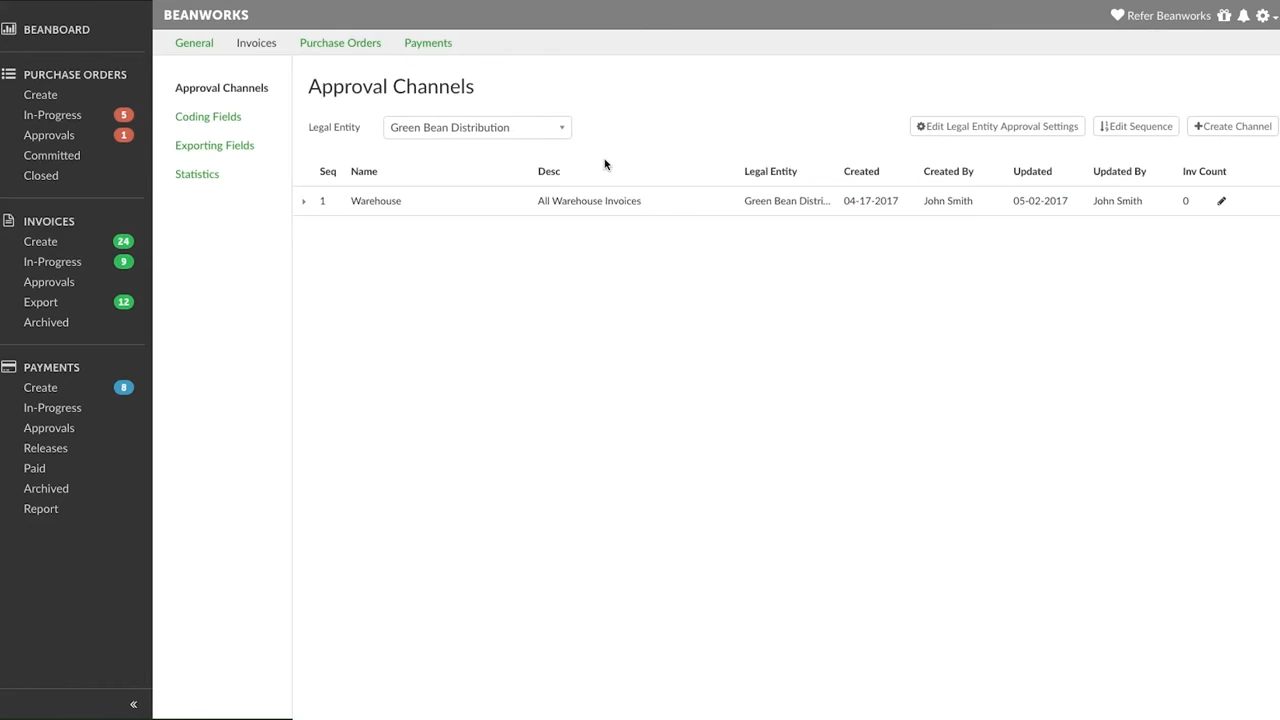 BEANWORKS
Refer Beanworks
BEANBOARD
PURCHASE ORDERS
Create
In-Progress 5
Approvals 1
Committed
Closed
INVOICES
Create 24
In-Progress 9
Approvals
Export 12
Archived
PAYMENTS
Create 8
In-Progress
Approvals
Releases
Paid
Archived
Report
«
General Invoices Purchase Orders Payments
Approval Channels
Coding Fields
Exporting Fields
Statistics
Approval Channels
Legal Entity Green Bean Distribution Edit Legal Entity Approval Settings Edit Sequence +Create Channel
Seq Name Desc Legal Entity Created Created By Updated Updated By Inv Count
1 Warehouse All Warehouse Invoices Green Bean Distri... 04-17-2017 John Smith 05-02-2017 John Smith 0